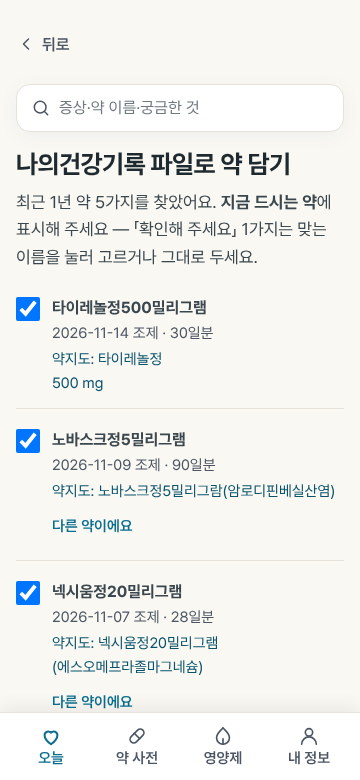 뒤로
증상·약 이름·궁금한 것
나의건강기록 파일로 약 담기
최근 1년 약 5가지를 찾았어요. 지금 드시는 약에
표시해 주세요 — 「확인해 주세요」 1가지는 맞는
이름을 눌러 고르거나 그대로 두세요.
타이레놀정500밀리그램
2026-11-14 조제 · 30일분
약지도: 타이레놀정
500 mg
노바스크정5밀리그램
2026-11-09 조제 · 90일분
약지도: 노바스크정5밀리그람(암로디핀베실산염)
다른 약이에요
넥시움정20밀리그램
2026-11-07 조제 · 28일분
약지도: 넥시움정20밀리그램
(에스오메프라졸마그네슘)
다른 약이에요
오늘
약 사전
영양제
내 정보